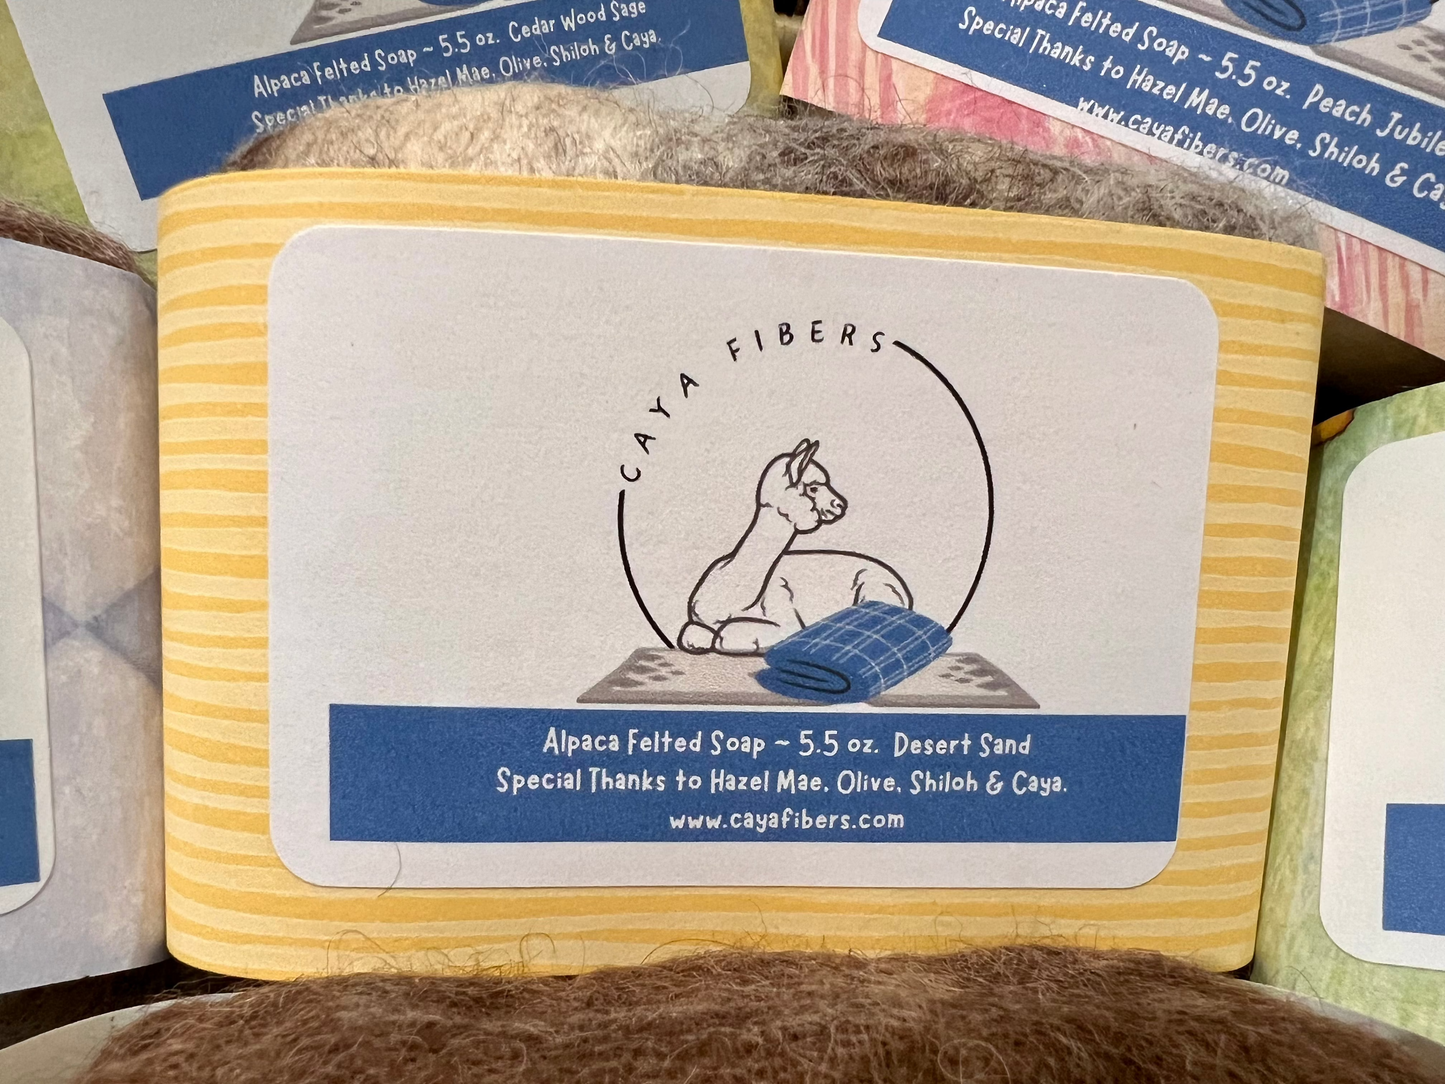 Alpaca Felted Soap ~ 5.5 oz. Cedar Wood Sage
Special Thanks to Hazel Mae, Olive, Shiloh & Caya.
Alpaca Felted Soap ~ 5.5 oz. Peach Jubile
Special Thanks to Hazel Mae, Olive, Shiloh & Cay
www.cayafibers.com
CAYA FIBERS
Alpaca Felted Soap ~ 5.5 oz. Desert Sand
Special Thanks to Hazel Mae, Olive, Shiloh & Caya.
www.cayafibers.com